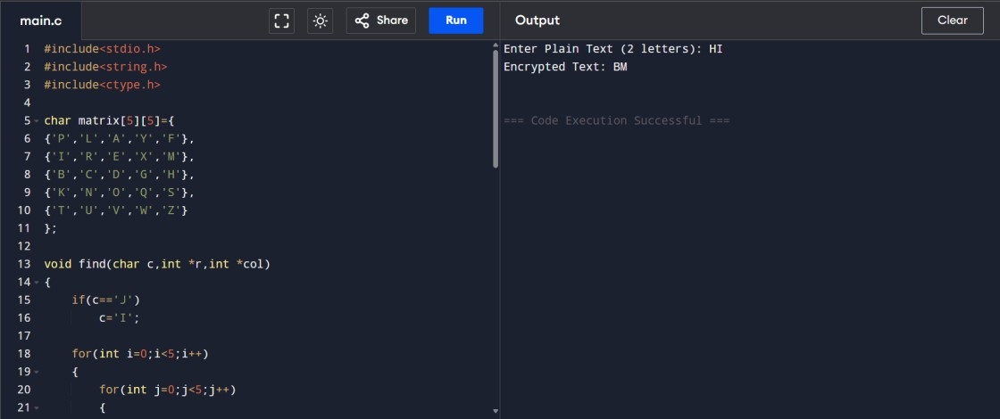 main.c
Share
Run
Output
Clear
1 #include<stdio.h>
2 #include<string.h>
3 #include<ctype.h>
4
5 char matrix[5][5]={
6 {'P','L','A','Y','F'},
7 {'I','R','E','X','M'},
8 {'B','C','D','G','H'},
9 {'K','N','O','Q','S'},
10 {'T','U','V','W','Z'}
11 };
12
13 void find(char c,int *r,int *col)
14 {
15     if(c=='J')
16         c='I';
17
18     for(int i=0;i<5;i++)
19     {
20         for(int j=0;j<5;j++)
21         {
Enter Plain Text (2 letters): HI
Encrypted Text: BM
=== Code Execution Successful ===